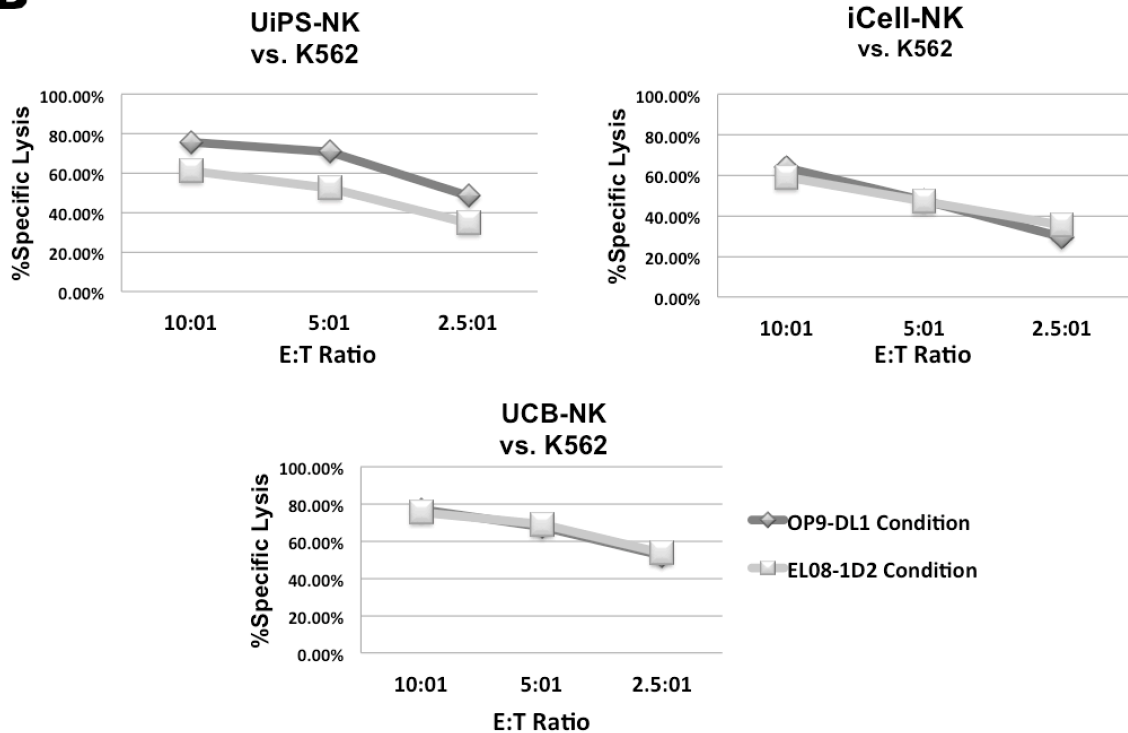 UiPS-NK
vs. K562
100.00%
80.00%
60.00%
40.00%
20.00%
0.00%
%Specific Lysis
10:01 5:01 2.5:01
E:T Ratio
iCell-NK
vs. K562
100.00%
80.00%
60.00%
40.00%
20.00%
0.00%
%Specific Lysis
10:01 5:01 2.5:01
E:T Ratio
UCB-NK
vs. K562
100.00%
80.00%
60.00%
40.00%
20.00%
0.00%
%Specific Lysis
10:01 5:01 2.5:01
E:T Ratio
OP9-DL1 Condition
EL08-1D2 Condition